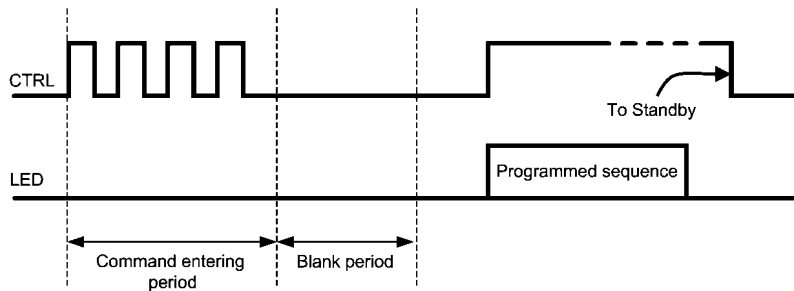 CTRL
To Standby
LED
Programmed sequence
Command entering
period
Blank period